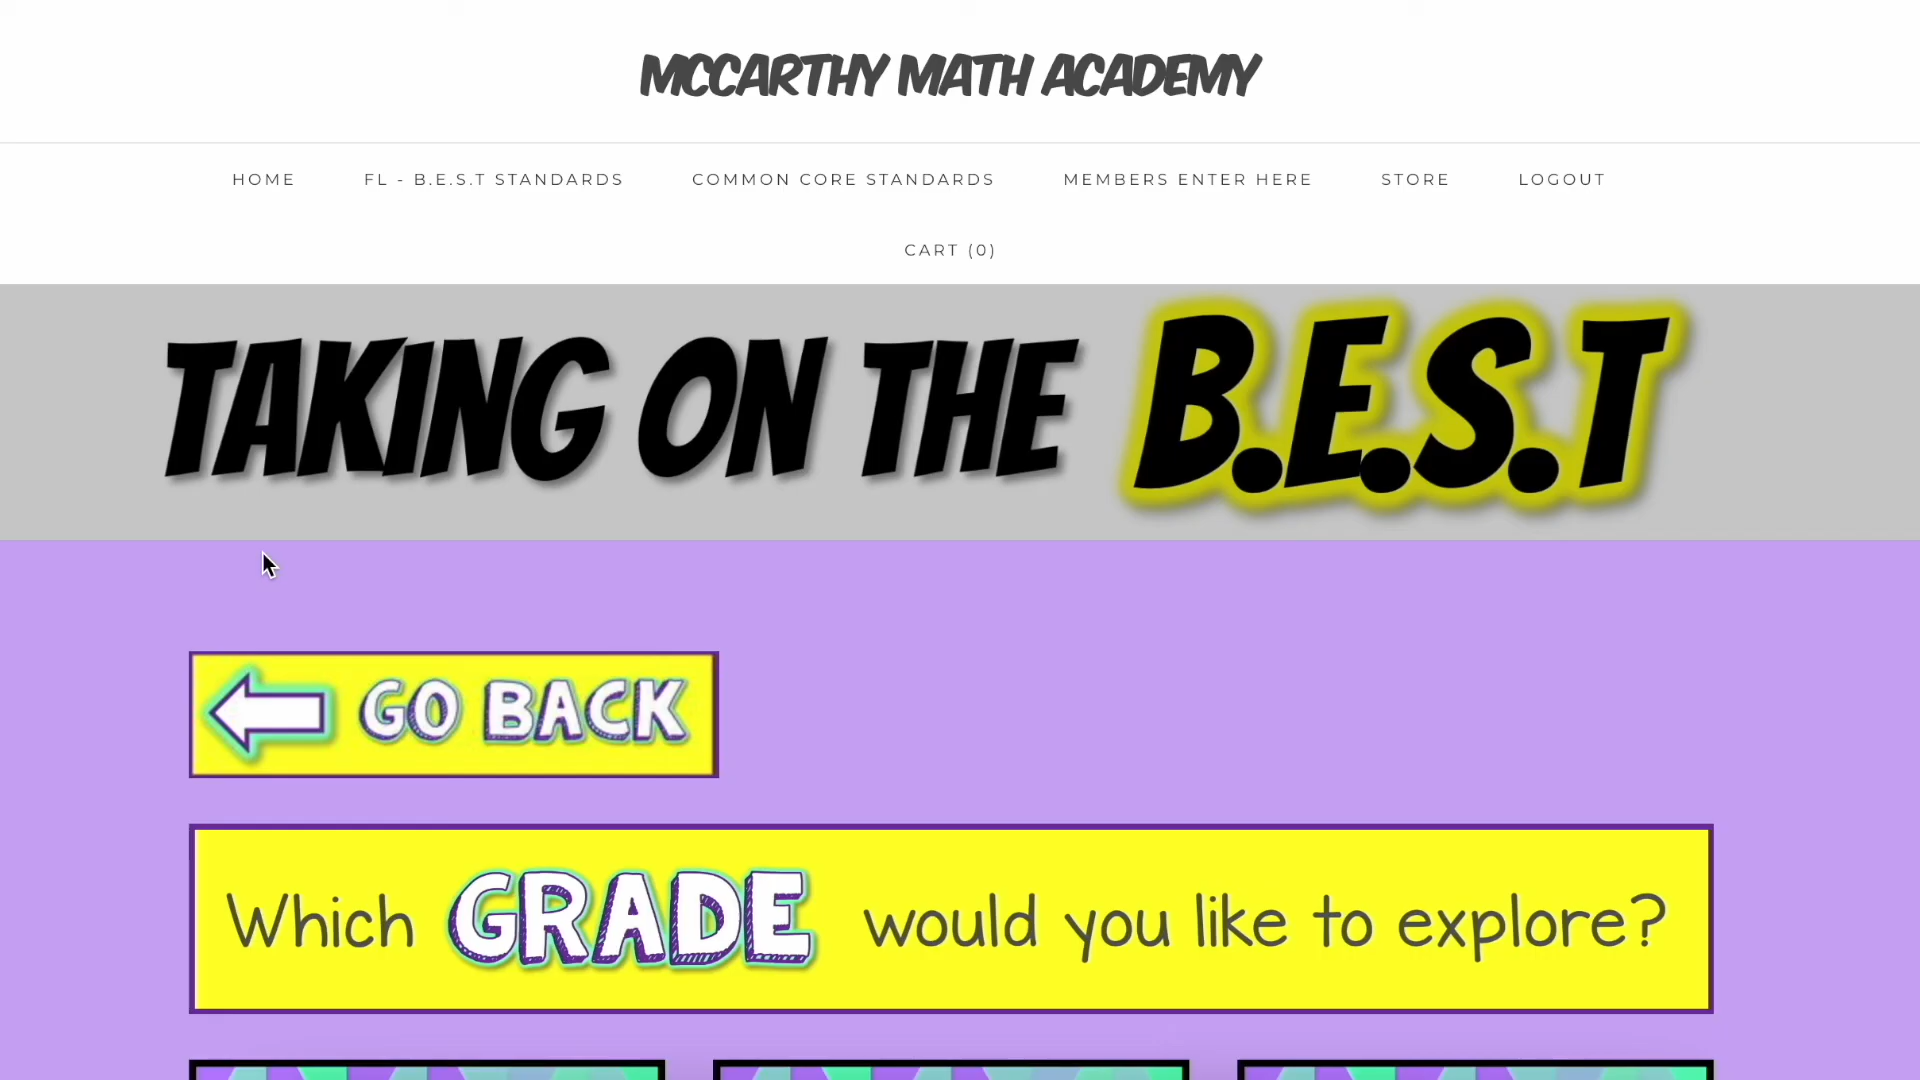 MCCARTHY MATH ACADEMY
HOME FL - B.E.S.T STANDARDS COMMON CORE STANDARDS MEMBERS ENTER HERE STORE LOGOUT
CART (0)
TAKING ON THE B.E.S.T
GO BACK
Which GRADE would you like to explore?